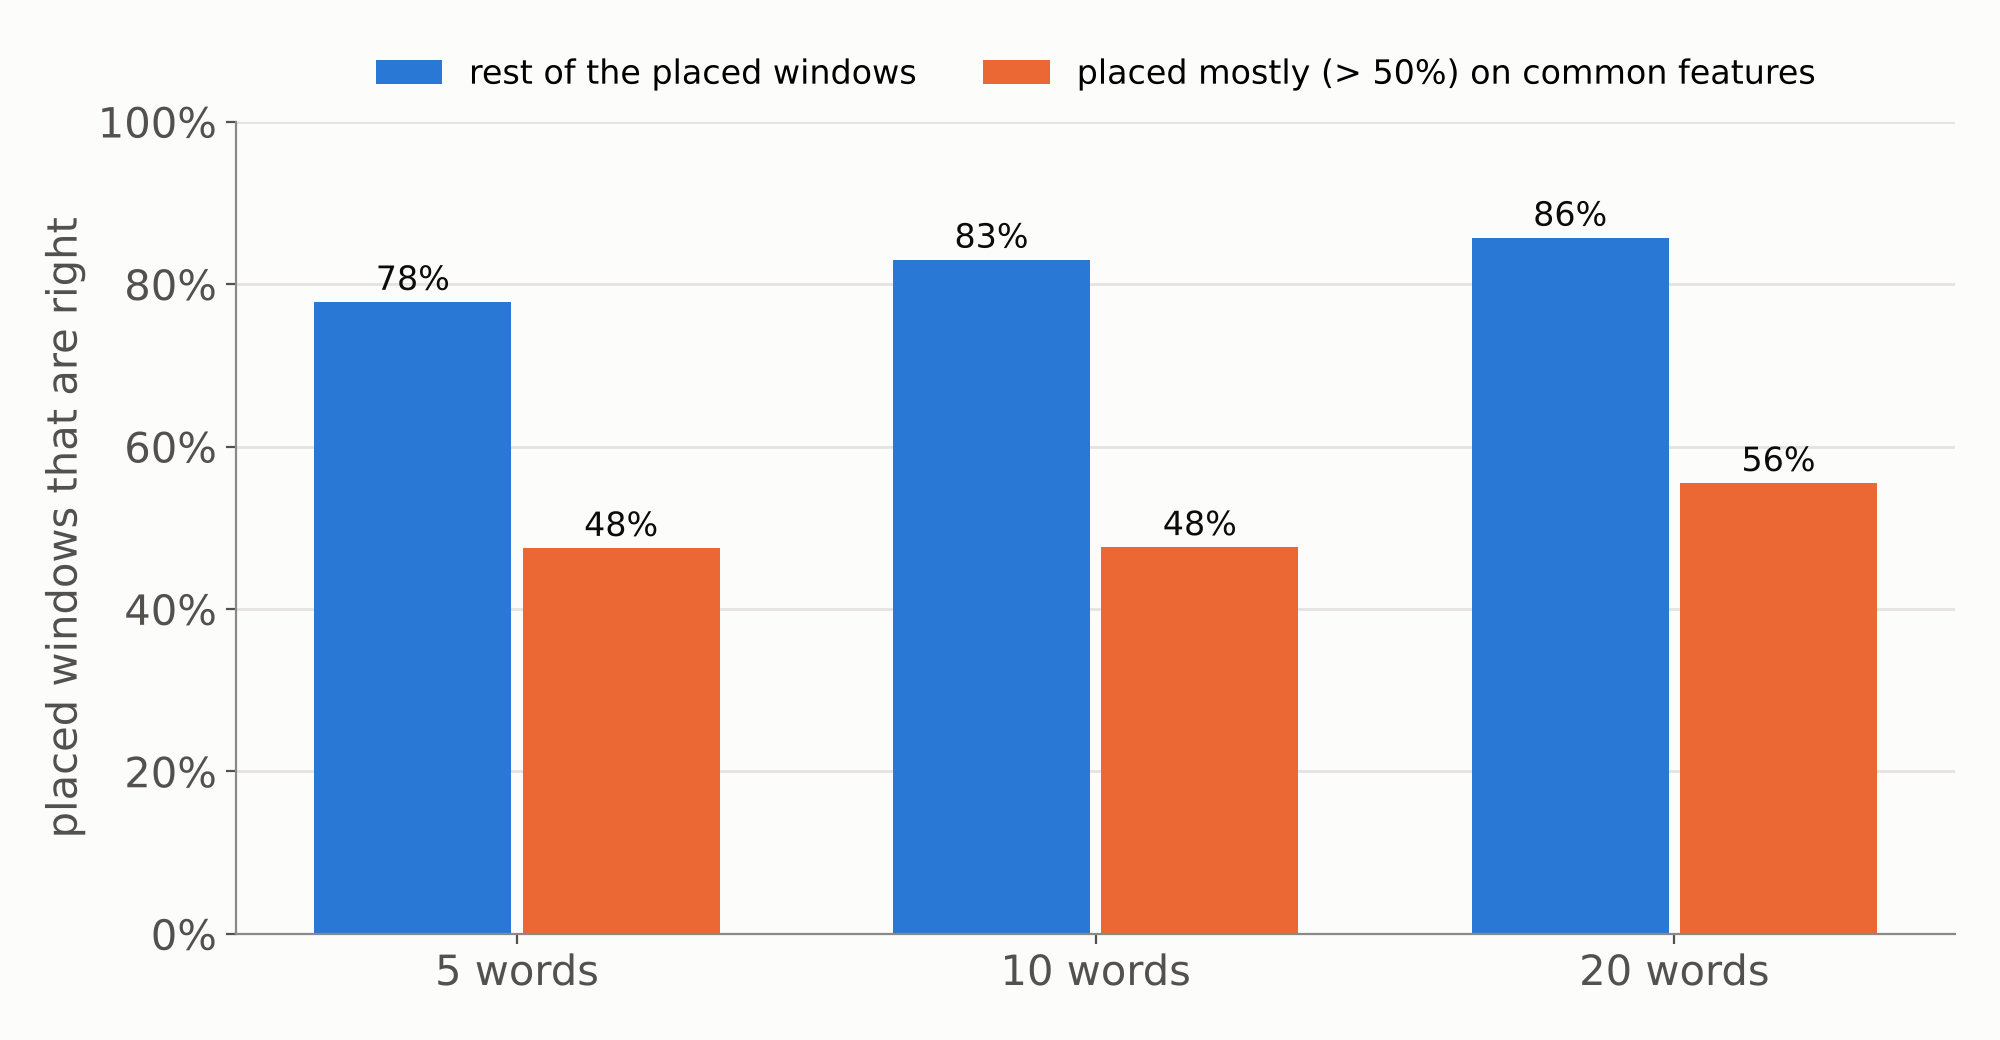 rest of the placed windows
placed mostly (> 50%) on common features
placed windows that are right
100%
80%
60%
40%
20%
0%
78%
48%
83%
48%
86%
56%
5 words
10 words
20 words